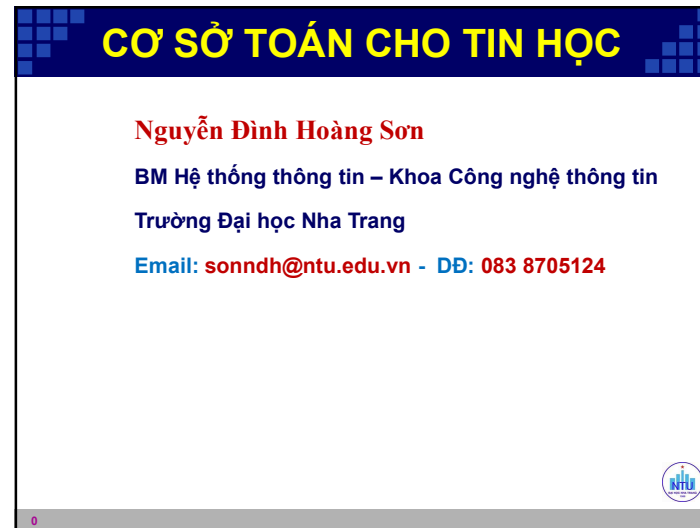 CƠ SỞ TOÁN CHO TIN HỌC
Nguyễn Đình Hoàng Sơn
BM Hệ thống thông tin – Khoa Công nghệ thông tin
Trường Đại học Nha Trang
Email: sonndh@ntu.edu.vn - DĐ: 083 8705124
NTU
0